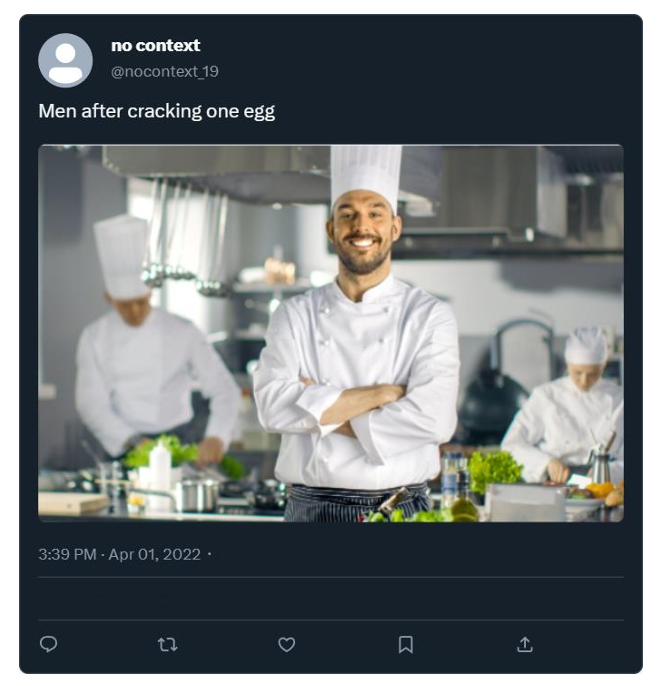 no context
@nocontext_19
Men after cracking one egg
3:39 PM · Apr 01, 2022 ·